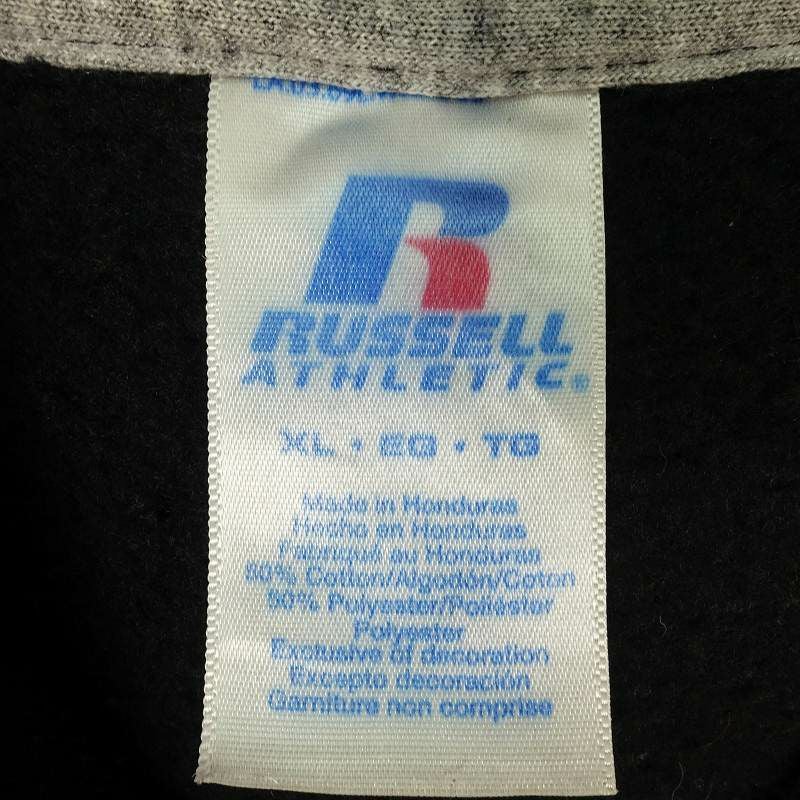 RUSSELL
ATHLETIC®
XL • EG • TG
Made in Honduras
Hecho en Honduras
Fabriqué au Honduras
50% Cotton/Algodón/Coton
50% Polyester/Poliéster
Polyester
Exclusive of decoration
Excepto decoración
Garniture non comprise